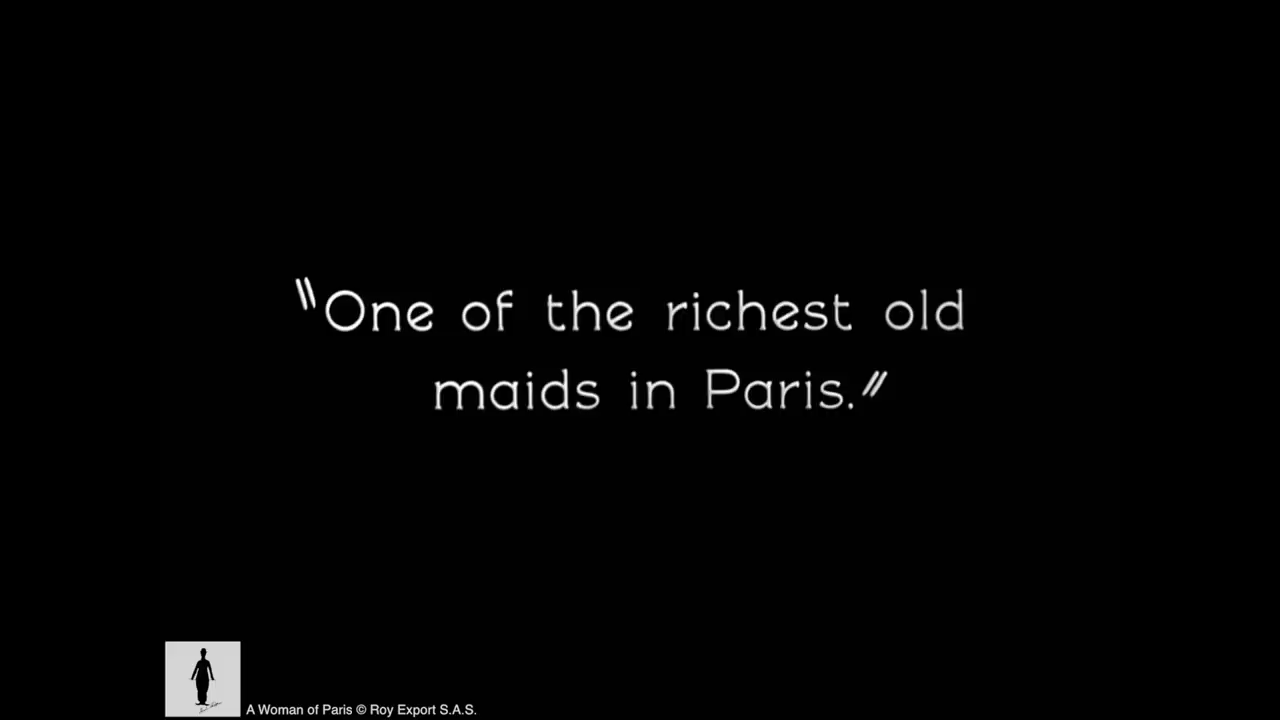 "One of the richest old
maids in Paris."
A Woman of Paris © Roy Export S.A.S.